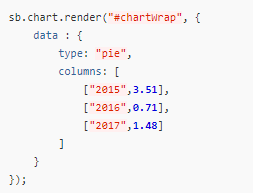 sb.chart.render("#chartWrap", {
    data : {
        type: "pie",
        columns: [
            ["2015",3.51],
            ["2016",0.71],
            ["2017",1.48]
        ]
    }
});